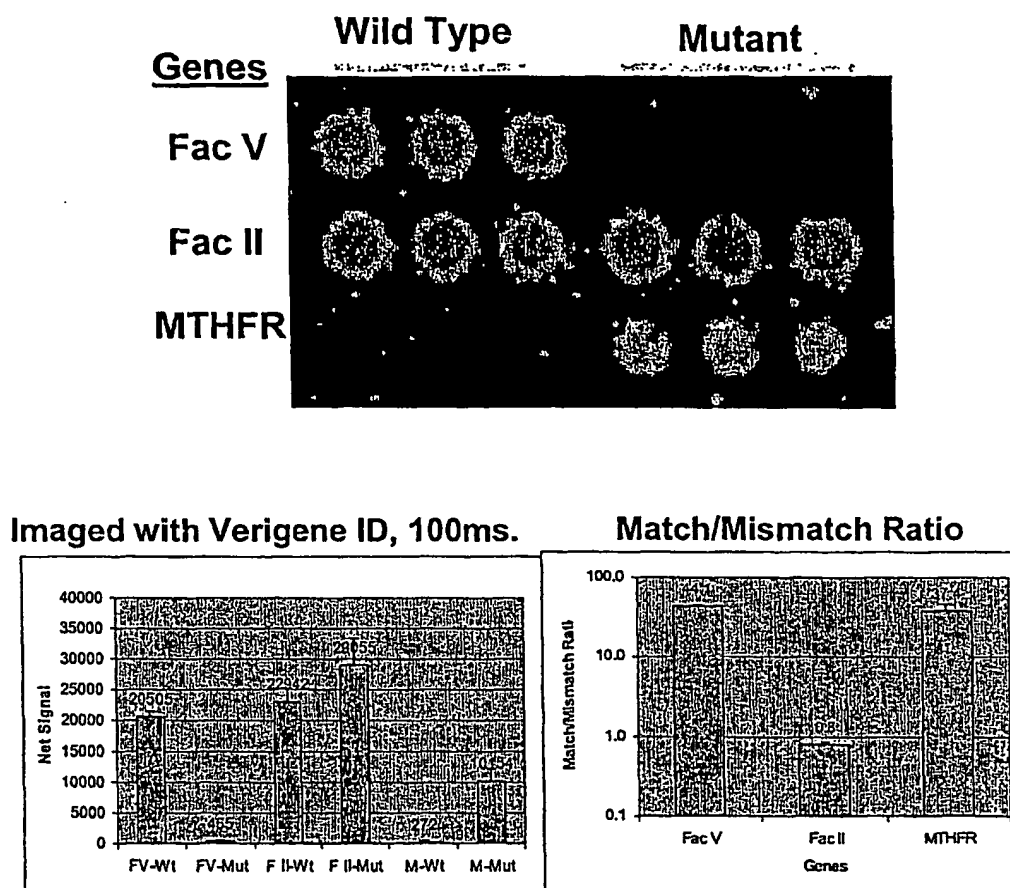 Wild Type Mutant
Genes
Fac V
Fac II
MTHFR
Imaged with Verigene ID, 100ms.
40000
35000
30000
25000
20000
15000
10000
5000
0
Net Signal
FV-Wt FV-Mut F II-Wt F II-Mut M-Wt M-Mut
Match/Mismatch Ratio
100.0
10.0
1.0
0.1
Match/Mismatch Ratio
Fac V Fac II MTHFR
Genes